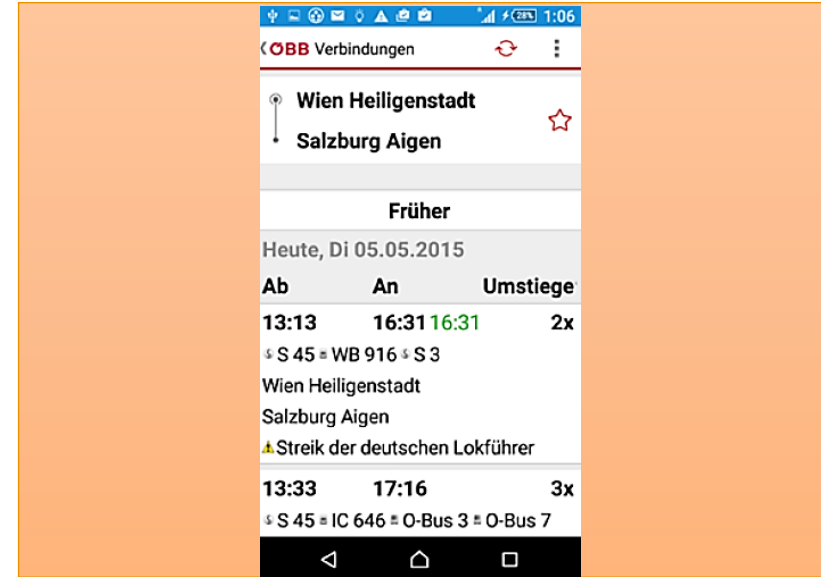 28% 1:06
ÖBB Verbindungen
Wien Heiligenstadt
Salzburg Aigen
Früher
Heute, Di 05.05.2015
Ab An Umstiege
13:13 16:31 16:31 2x
S 45 WB 916 S 3
Wien Heiligenstadt
Salzburg Aigen
Streik der deutschen Lokführer
13:33 17:16 3x
S 45 IC 646 O-Bus 3 O-Bus 7